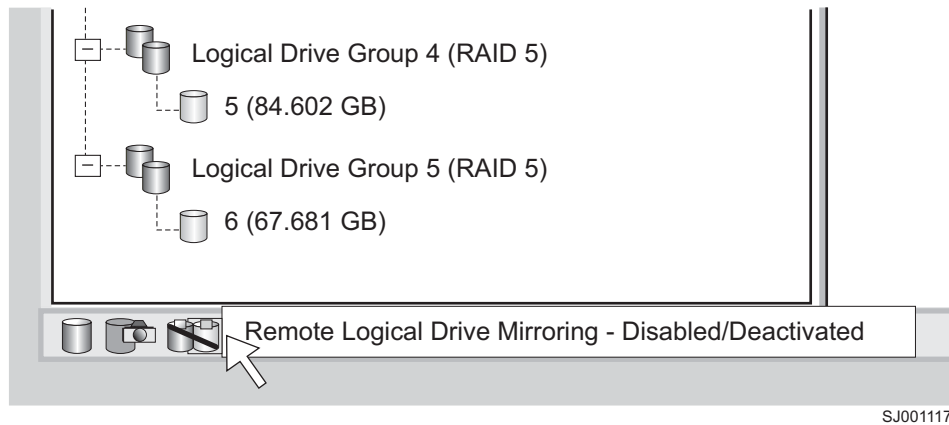 Logical Drive Group 4 (RAID 5)
5 (84.602 GB)
Logical Drive Group 5 (RAID 5)
6 (67.681 GB)
Remote Logical Drive Mirroring - Disabled/Deactivated
SJ001117